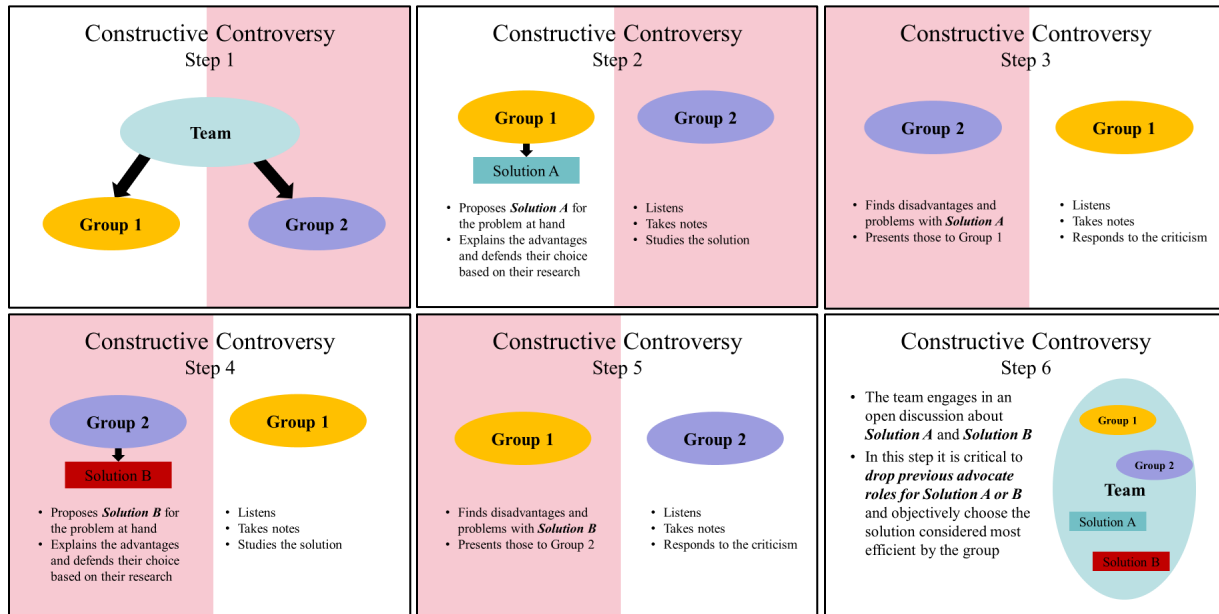 Constructive Controversy
Step 1
Team
Group 1
Group 2
Constructive Controversy
Step 2
Group 1
Group 2
Solution A
• Proposes Solution A for
the problem at hand
• Explains the advantages
and defends their choice
based on their research
• Listens
• Takes notes
• Studies the solution
Constructive Controversy
Step 3
Group 2
Group 1
• Finds disadvantages and
problems with Solution A
• Presents those to Group 1
• Listens
• Takes notes
• Responds to the criticism
Constructive Controversy
Step 4
Group 2
Group 1
Solution B
• Proposes Solution B for
the problem at hand
• Explains the advantages
and defends their choice
based on their research
• Listens
• Takes notes
• Studies the solution
Constructive Controversy
Step 5
Group 1
Group 2
• Finds disadvantages and
problems with Solution B
• Presents those to Group 2
• Listens
• Takes notes
• Responds to the criticism
Constructive Controversy
Step 6
• The team engages in an
open discussion about
Solution A and Solution B
• In this step it is critical to
drop previous advocate
roles for Solution A or B
and objectively choose the
solution considered most
efficient by the group
Group 1
Group 2
Team
Solution A
Solution B